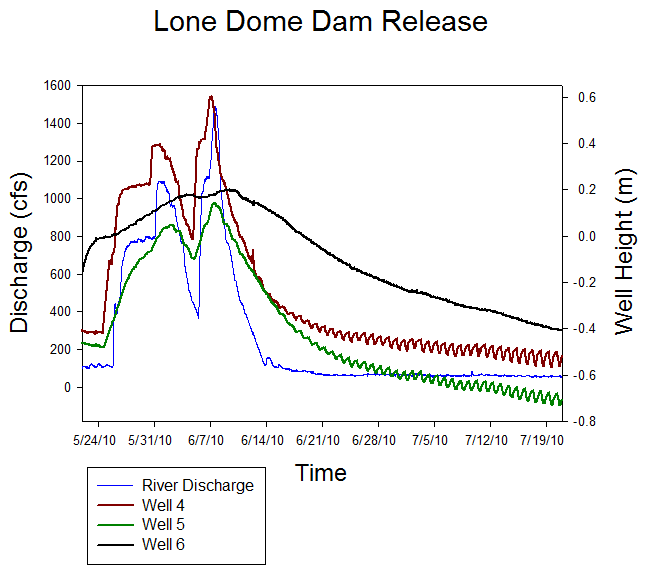 Lone Dome Dam Release
Discharge (cfs)
1600
1400
1200
1000
800
600
400
200
0
0.6
0.4
0.2
0.0
-0.2
-0.4
-0.6
-0.8
Well Height (m)
5/24/10 5/31/10 6/7/10 6/14/10 6/21/10 6/28/10 7/5/10 7/12/10 7/19/10
Time
River Discharge
Well 4
Well 5
Well 6